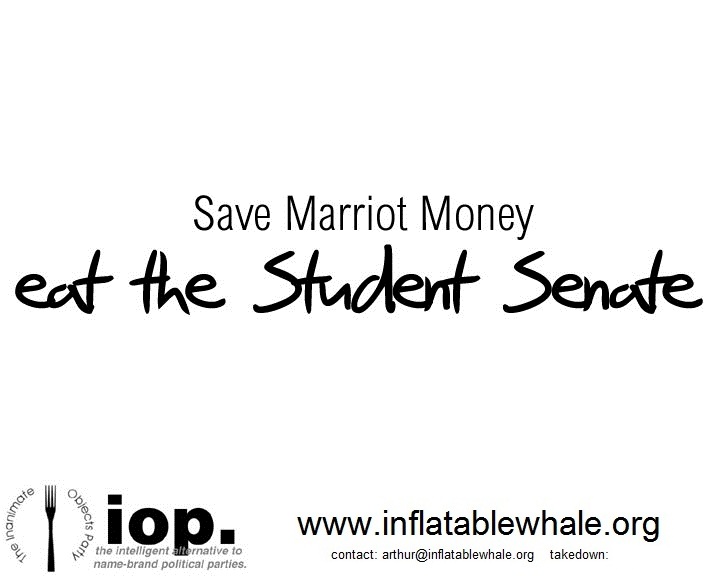 Save Marriot Money
eat the Student Senate
The Inanimate Objects Party
iop.
the intelligent alternative to
name-brand political parties.
www.inflatablewhale.org
contact: arthur@inflatablewhale.org takedown: